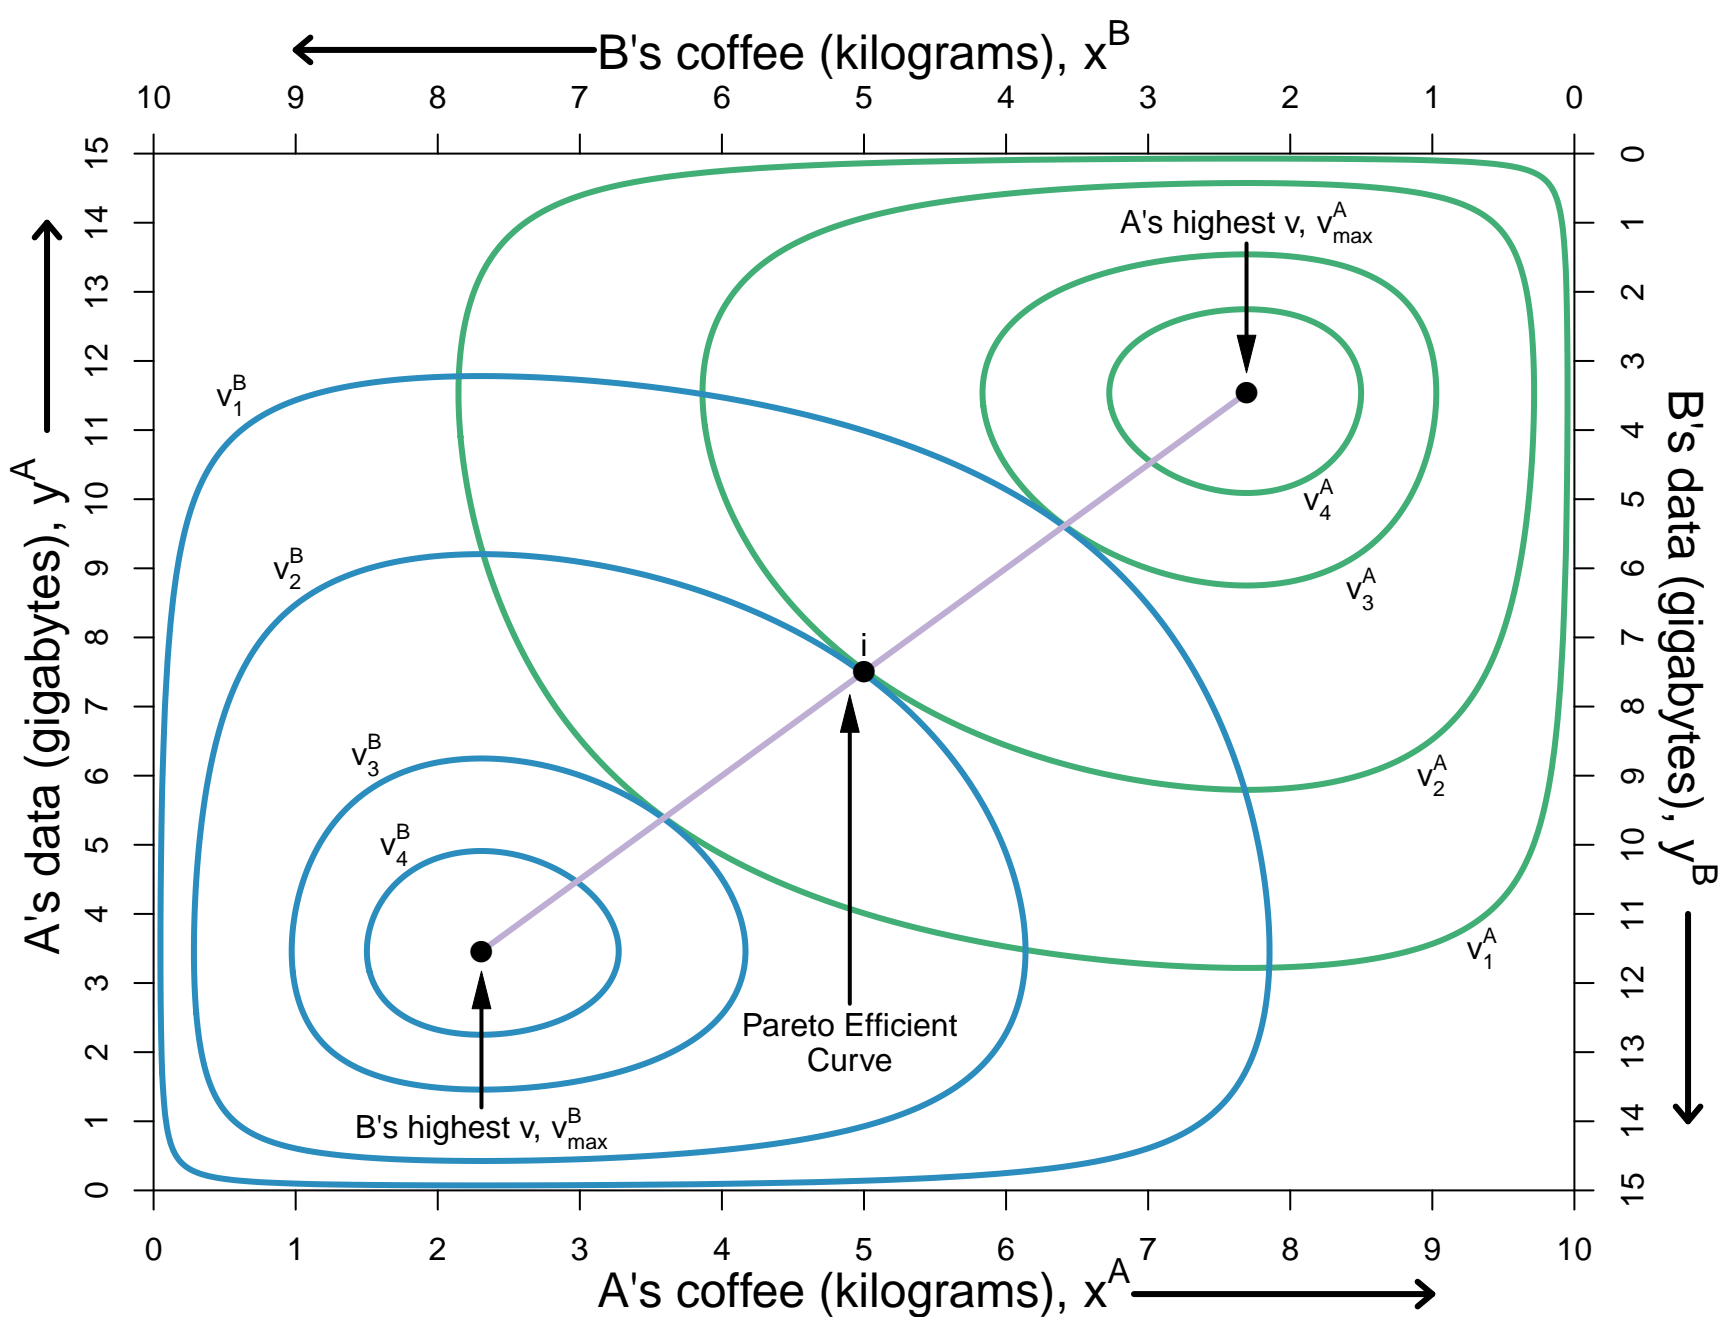 B's coffee (kilograms), x^B
10 9 8 7 6 5 4 3 2 1 0
A's data (gigabytes), y^A
15
14
13
12
11
10
9
8
7
6
5
4
3
2
1
0
B's data (gigabytes), y^B
0
1
2
3
4
5
6
7
8
9
10
11
12
13
14
15
A's highest v, v^A_max
v^B_1
v^A_4
v^B_2
v^A_3
i
v^B_3
v^A_2
v^B_4
v^A_1
Pareto Efficient
Curve
B's highest v, v^B_max
0 1 2 3 4 5 6 7 8 9 10
A's coffee (kilograms), x^A